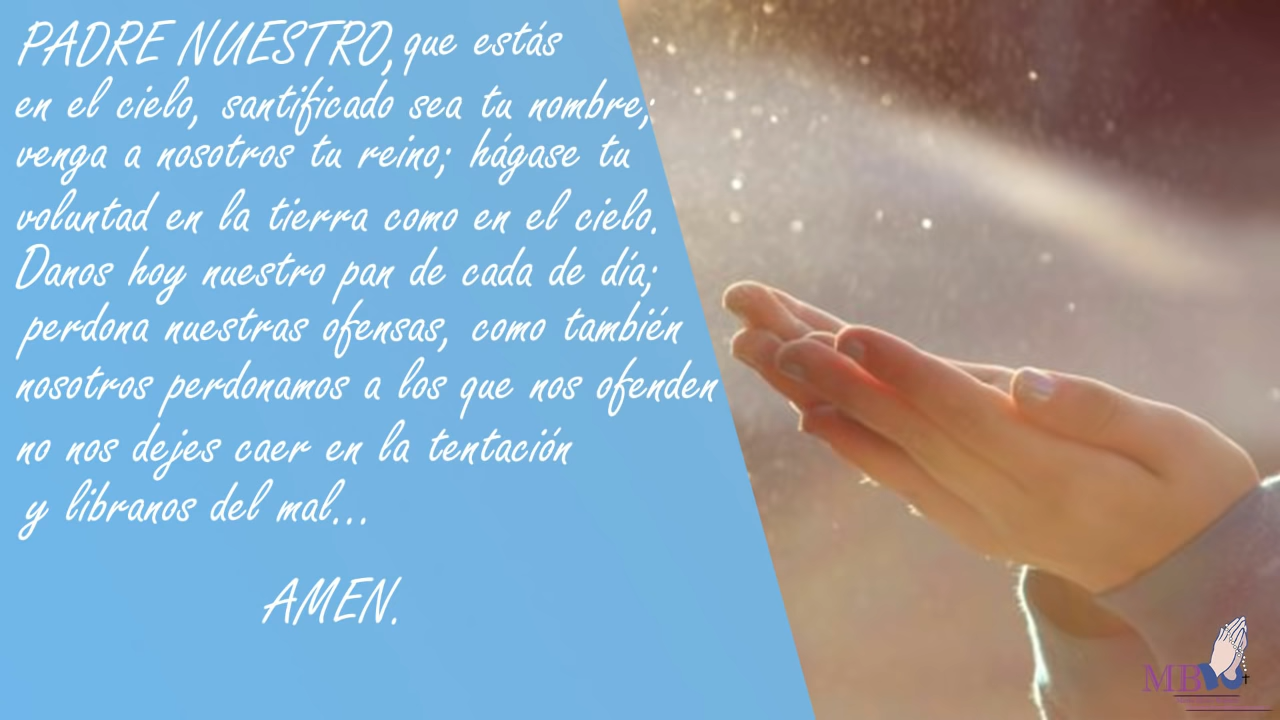 PADRE NUESTRO, que estás
en el cielo, santificado sea tu nombre;
venga a nosotros tu reino; hágase tu
voluntad en la tierra como en el cielo.
Danos hoy nuestro pan de cada de día;
perdona nuestras ofensas, como también
nosotros perdonamos a los que nos ofenden
no nos dejes caer en la tentación
y libranos del mal...
AMEN.